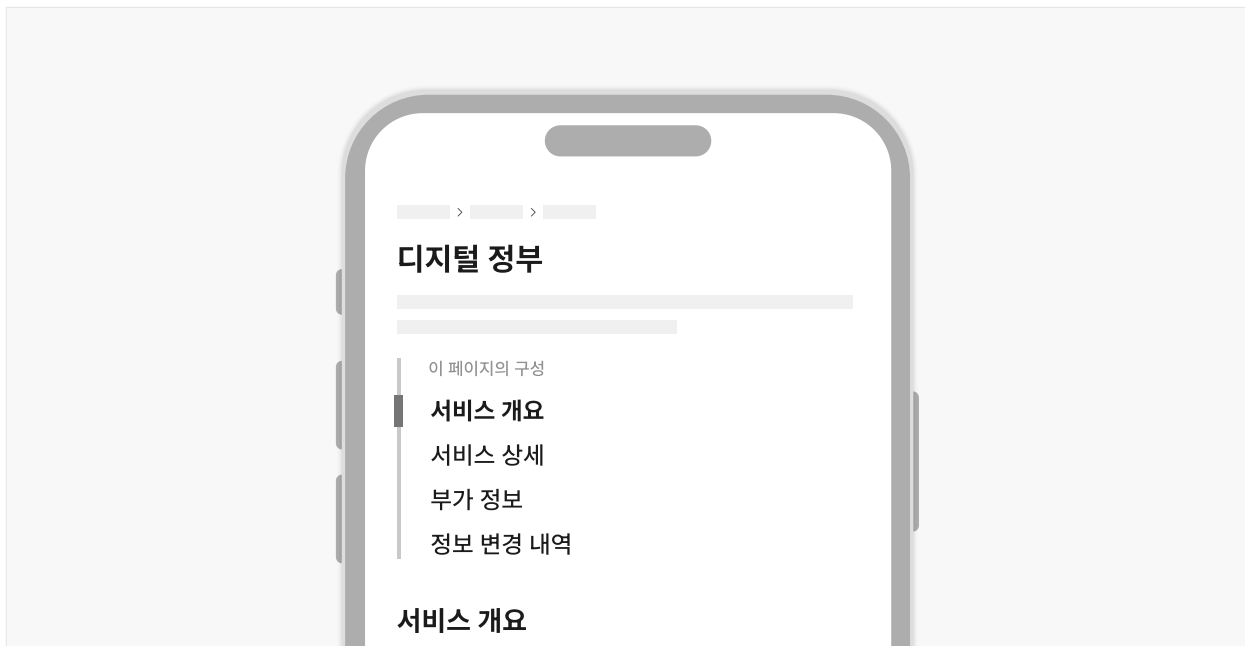 디지털 정부
이 페이지의 구성
서비스 개요
서비스 상세
부가 정보
정보 변경 내역
서비스 개요